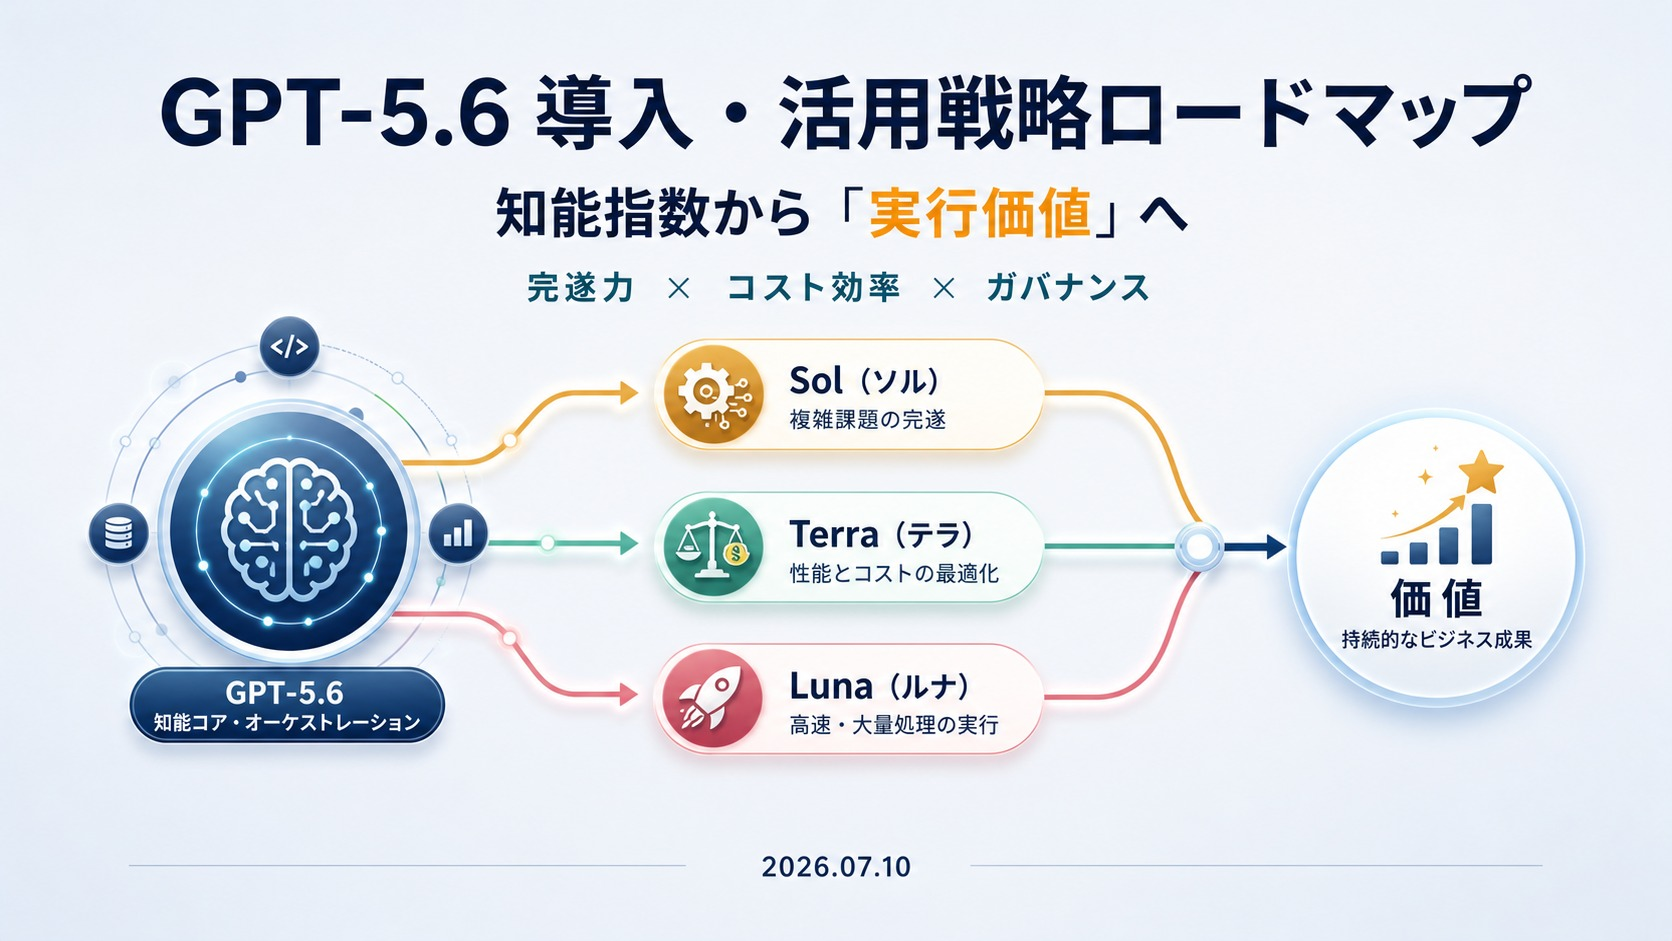 GPT-5.6 導入・活用戦略ロードマップ
知能指数から「実行価値」へ
完遂力 × コスト効率 × ガバナンス
</>
Sol（ソル）
複雑課題の完遂
Terra（テラ）
性能とコストの最適化
$
Luna（ルナ）
高速・大量処理の実行
GPT-5.6
知能コア・オーケストレーション
価値
持続的なビジネス成果
2026.07.10